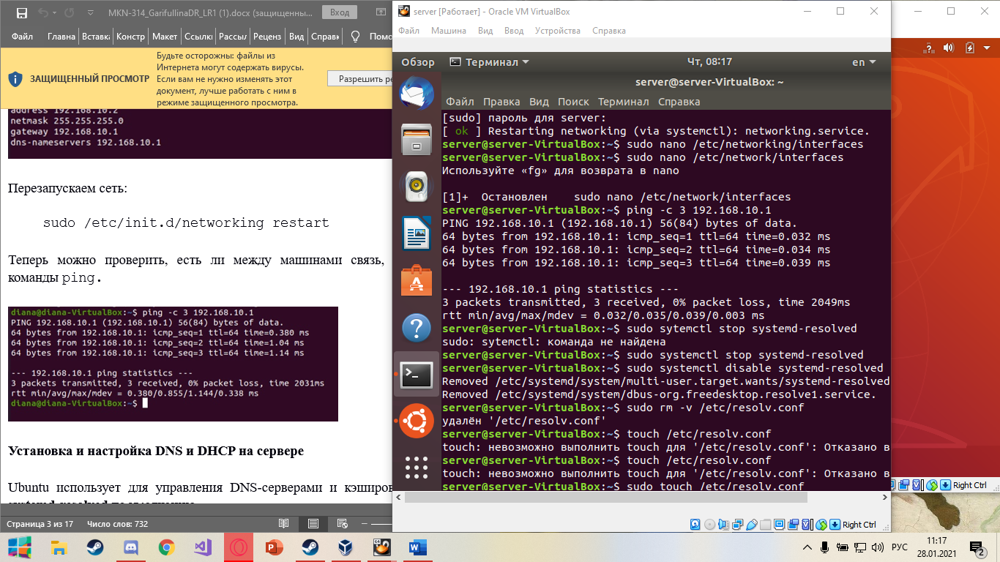 MKN-314_GarifullinaDR_LR1 (1).docx (защищенны...
Вход
Файл
Главна
Вставка
Констр
Макет
Ссылки
Рассыл
Реценз
Вид
Справка
Помо
ЗАЩИЩЕННЫЙ ПРОСМОТР
Будьте осторожны: файлы из
Интернета могут содержать вирусы.
Если вам не нужно изменять этот
документ, лучше работать с ним в
режиме защищенного просмотра.
Разрешить ре
address 192.168.10.2
netmask 255.255.255.0
gateway 192.168.10.1
dns-nameservers 192.168.10.1
Перезапускаем сеть:
sudo /etc/init.d/networking restart
Теперь можно проверить, есть ли между машинами связь,
команды ping.
diana@diana-VirtualBox:~$ ping -c 3 192.168.10.1
PING 192.168.10.1 (192.168.10.1) 56(84) bytes of data.
64 bytes from 192.168.10.1: icmp_seq=1 ttl=64 time=0.380 ms
64 bytes from 192.168.10.1: icmp_seq=2 ttl=64 time=1.04 ms
64 bytes from 192.168.10.1: icmp_seq=3 ttl=64 time=1.14 ms
--- 192.168.10.1 ping statistics ---
3 packets transmitted, 3 received, 0% packet loss, time 2031ms
rtt min/avg/max/mdev = 0.380/0.855/1.144/0.338 ms
diana@diana-VirtualBox:~$
Установка и настройка DNS и DHCP на сервере
Ubuntu использует для управления DNS-серверами и кэширов
Страница 3 из 17
Число слов: 732
server [Работает] - Oracle VM VirtualBox
Файл Машина Вид Ввод Устройства Справка
Обзор
Терминал
Чт, 08:17
en
server@server-VirtualBox: ~
Файл Правка Вид Поиск Терминал Справка
[sudo] пароль для server:
[ ok ] Restarting networking (via systemctl): networking.service.
server@server-VirtualBox:~$ sudo nano /etc/networking/interfaces
server@server-VirtualBox:~$ sudo nano /etc/network/interfaces
Используйте «fg» для возврата в nano
[1]+ Остановлен sudo nano /etc/network/interfaces
server@server-VirtualBox:~$ ping -c 3 192.168.10.1
PING 192.168.10.1 (192.168.10.1) 56(84) bytes of data.
64 bytes from 192.168.10.1: icmp_seq=1 ttl=64 time=0.032 ms
64 bytes from 192.168.10.1: icmp_seq=2 ttl=64 time=0.034 ms
64 bytes from 192.168.10.1: icmp_seq=3 ttl=64 time=0.039 ms
--- 192.168.10.1 ping statistics ---
3 packets transmitted, 3 received, 0% packet loss, time 2049ms
rtt min/avg/max/mdev = 0.032/0.035/0.039/0.003 ms
server@server-VirtualBox:~$ sudo sytemctl stop systemd-resolved
sudo: sytemctl: команда не найдена
server@server-VirtualBox:~$ sudo systemctl stop systemd-resolved
server@server-VirtualBox:~$ sudo systemctl disable systemd-resolved
Removed /etc/systemd/system/multi-user.target.wants/systemd-resolved
Removed /etc/systemd/system/dbus-org.freedesktop.resolve1.service.
server@server-VirtualBox:~$ sudo rm -v /etc/resolv.conf
удалён '/etc/resolv.conf'
server@server-VirtualBox:~$ touch /etc/resolv.conf
touch: невозможно выполнить touch для '/etc/resolv.conf': Отказано в
server@server-VirtualBox:~$ touch /etc/resolv.conf
touch: невозможно выполнить touch для '/etc/resolv.conf': Отказано в
server@server-VirtualBox:~$ sudo touch /etc/resolv.conf
Right Ctrl
Right Ctrl
РУС
11:17
28.01.2021
2